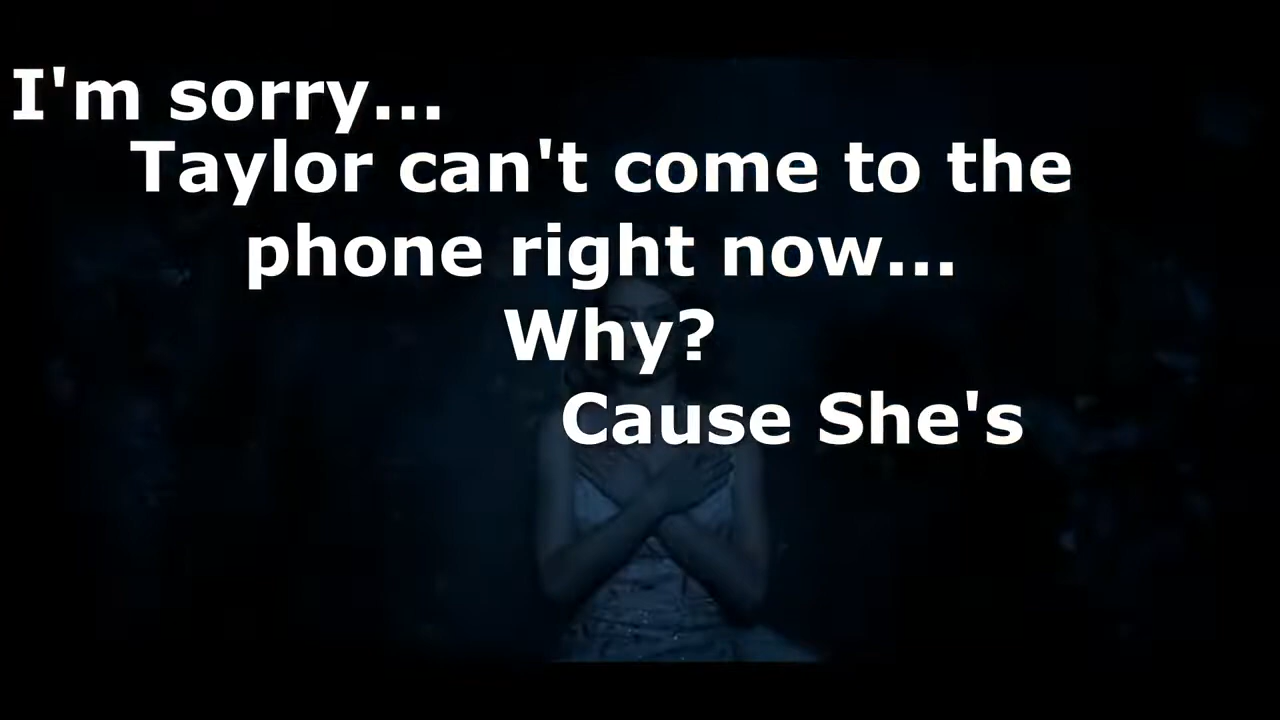 I'm sorry...
Taylor can't come to the
phone right now...
Why?
Cause She's